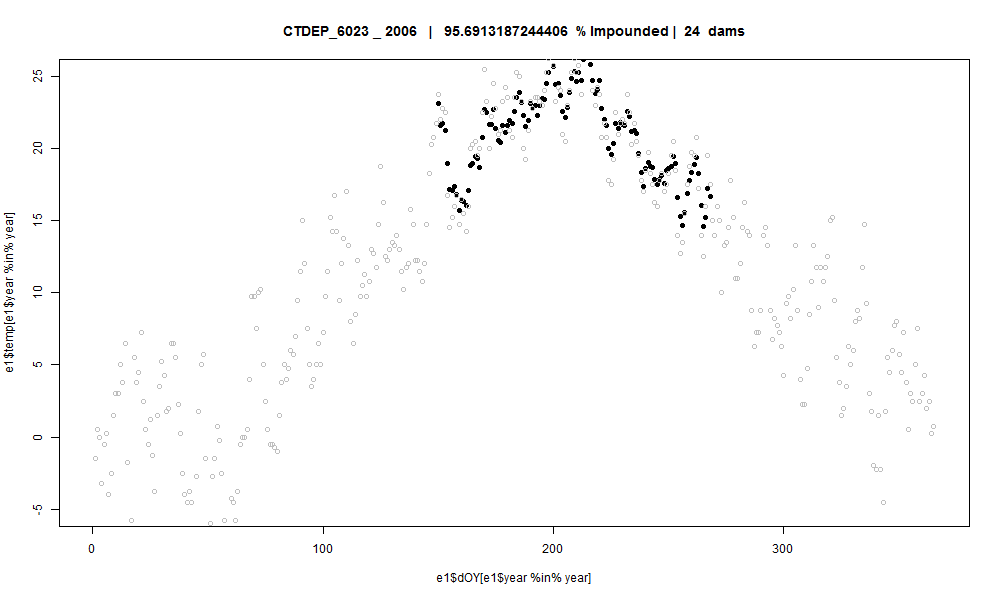 CTDEP_6023 _ 2006 | 95.6913187244406 % Impounded | 24 dams
25
20
15
10
5
0
-5
e1$temp[e1$year %in% year]
0 100 200 300
e1$dOY[e1$year %in% year]